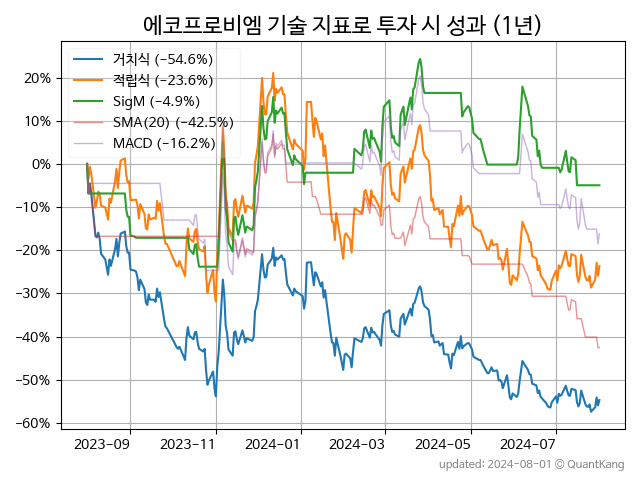 에코프로비엠 기술 지표로 투자 시 성과 (1년)
거치식 (−54.6%)
적립식 (−23.6%)
SigM (−4.9%)
SMA(20) (−42.5%)
MACD (−16.2%)
20%
10%
0%
−10%
−20%
−30%
−40%
−50%
−60%
2023-09 2023-11 2024-01 2024-03 2024-05 2024-07
updated: 2024-08-01 © QuantKang